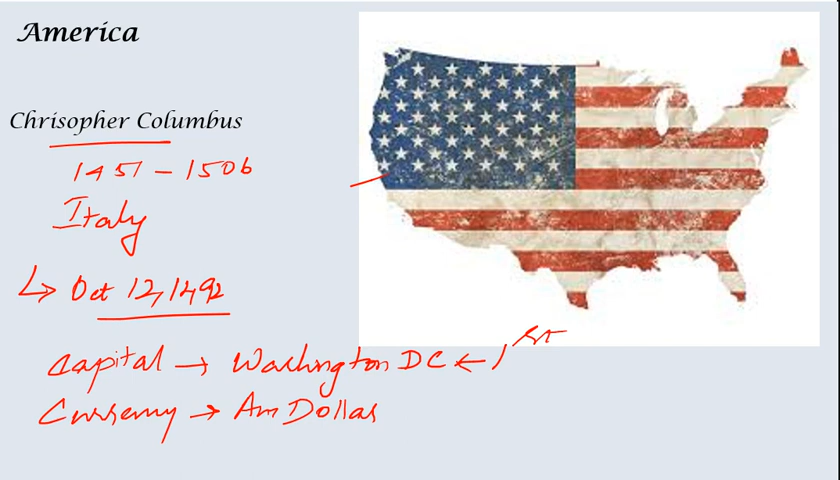 America
Chrisopher Columbus
1451 - 1506
Italy
↳ Oct 12, 1492
Capital → Washington DC ← 1st
Currency → Am Dollar